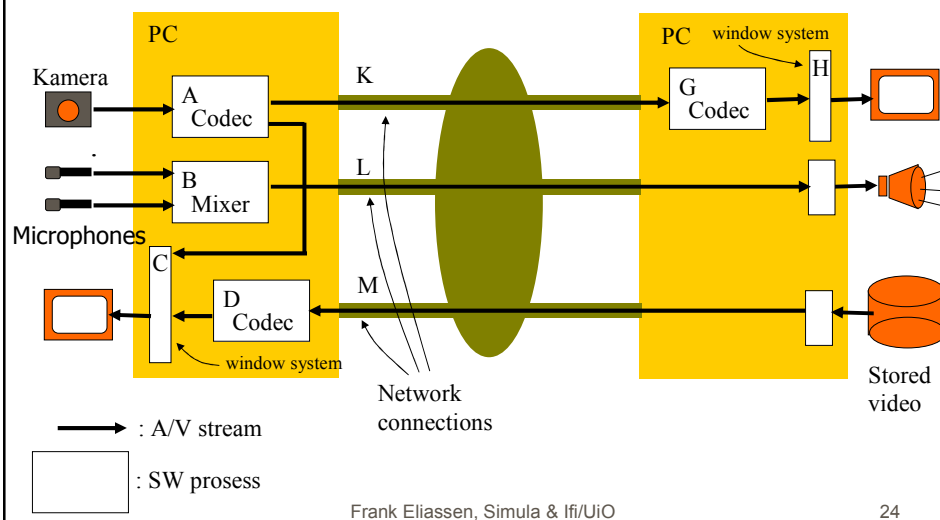 PC
PC
window system
Kamera
K
H
A
Codec
G
Codec
B
Mixer
L
Microphones
C
D
Codec
M
window system
Network
connections
Stored
video
: A/V stream
: SW prosess
Frank Eliassen, Simula & Ifi/UiO
24